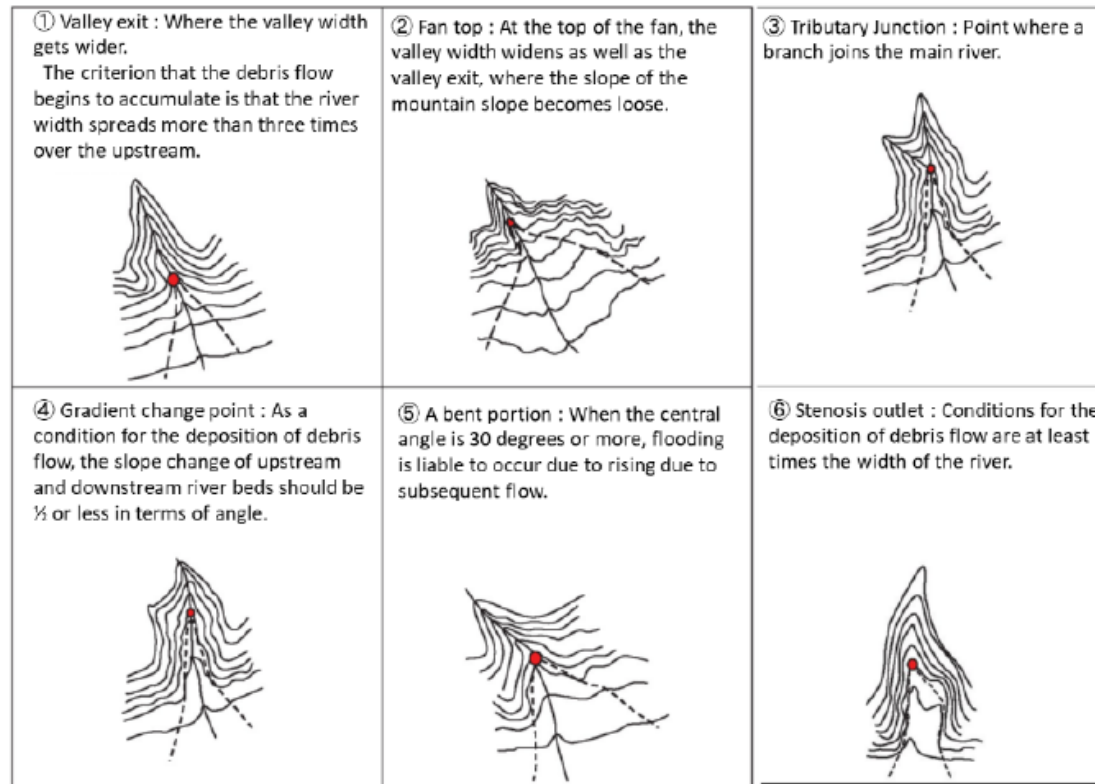 ① Valley exit : Where the valley width
gets wider.
The criterion that the debris flow
begins to accumulate is that the river
width spreads more than three times
over the upstream.
② Fan top : At the top of the fan, the
valley width widens as well as the
valley exit, where the slope of the
mountain slope becomes loose.
③ Tributary Junction : Point where a
branch joins the main river.
④ Gradient change point : As a
condition for the deposition of debris
flow, the slope change of upstream
and downstream river beds should be
⅓ or less in terms of angle.
⑤ A bent portion : When the central
angle is 30 degrees or more, flooding
is liable to occur due to rising due to
subsequent flow.
⑥ Stenosis outlet : Conditions for the
deposition of debris flow are at least
times the width of the river.